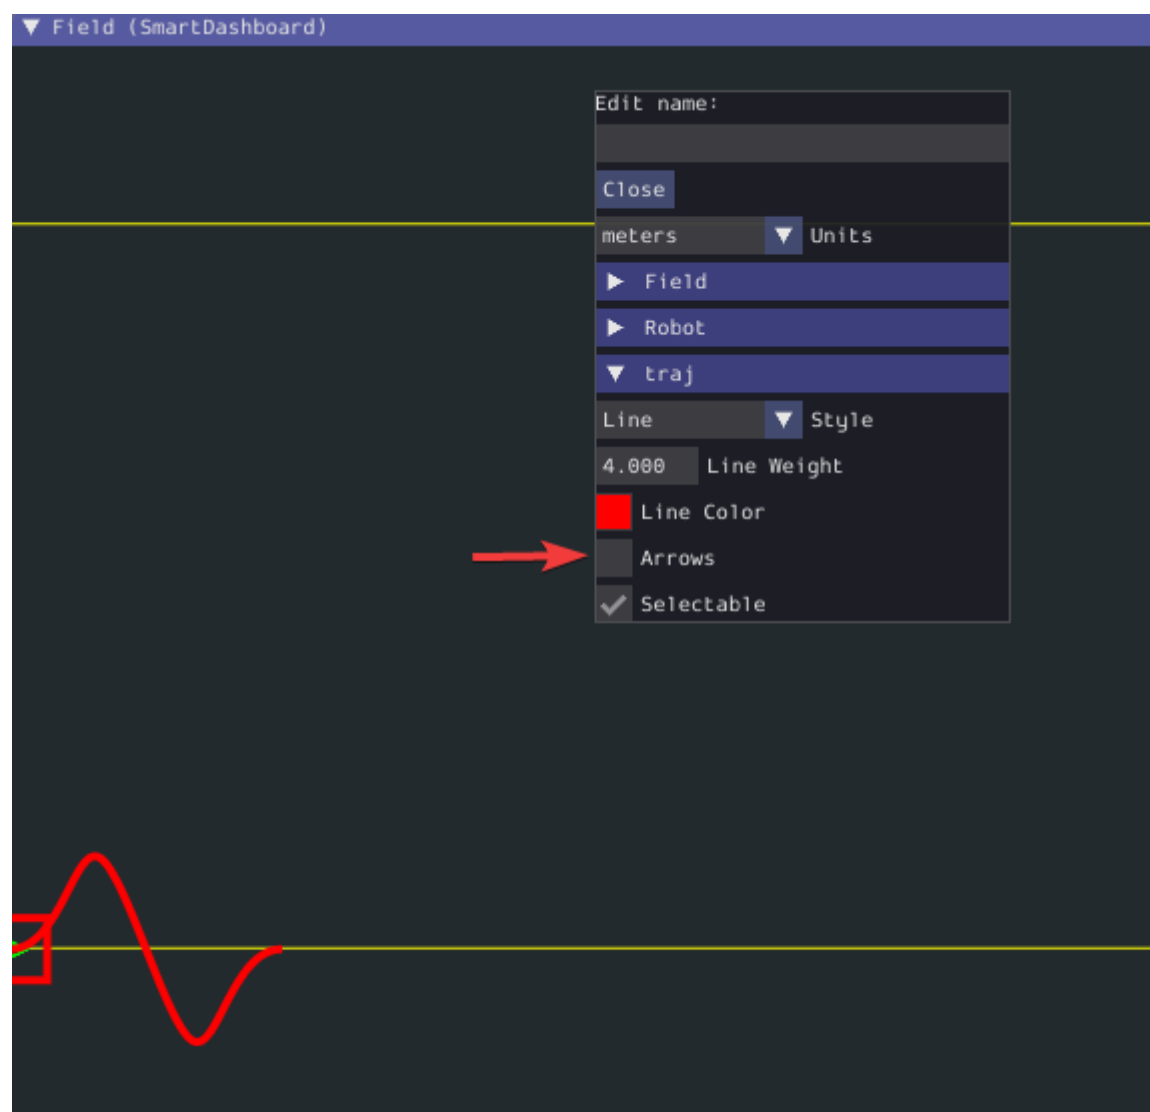 Field (SmartDashboard)
Edit name:
Close
meters Units
Field
Robot
traj
Line Style
4.000 Line Weight
Line Color
Arrows
Selectable